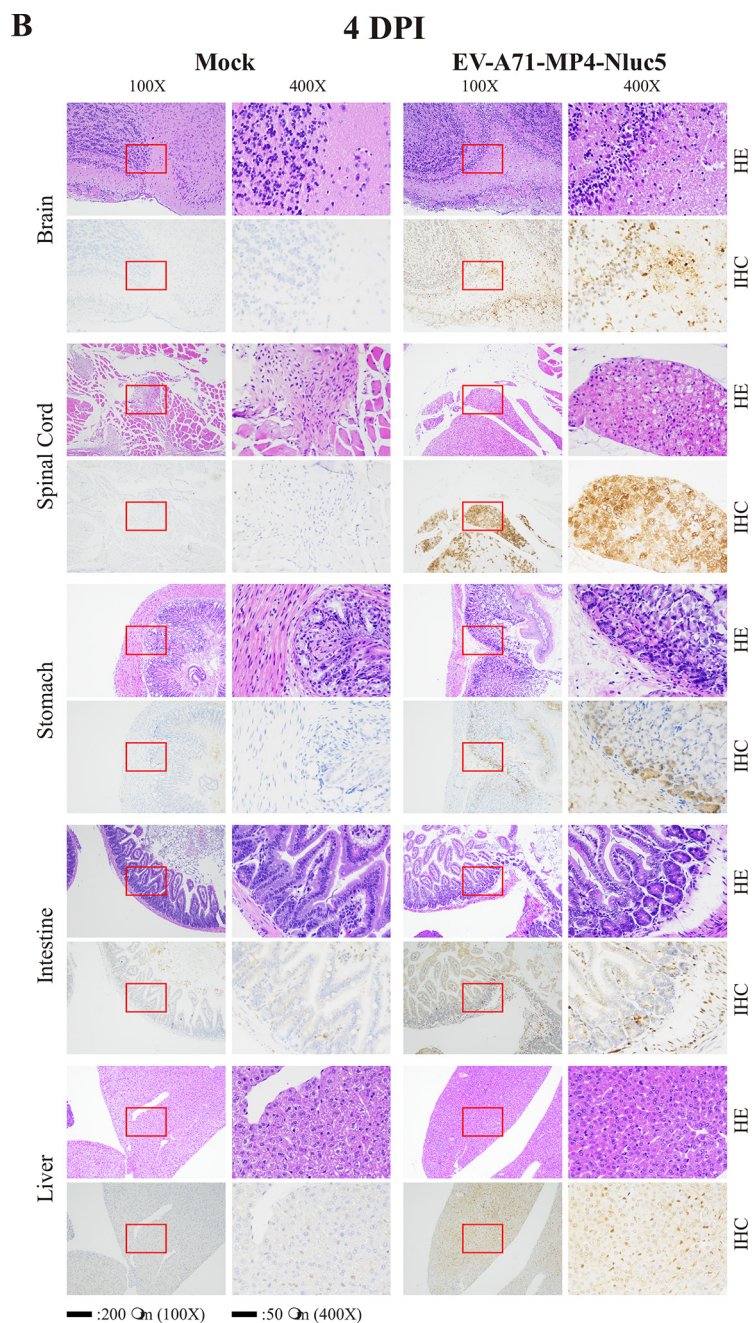 B
4 DPI
Mock EV-A71-MP4-Nluc5
100X 400X 100X 400X
Brain
HE
IHC
Spinal Cord
HE
IHC
Stomach
HE
IHC
Intestine
HE
IHC
Liver
HE
IHC
:200 m (100X) :50 m (400X)